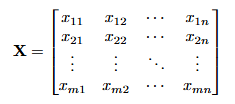 X = [ x₁₁ x₁₂ ⋯ x₁ₙ
x₂₁ x₂₂ ⋯ x₂ₙ
⋮ ⋮ ⋱ ⋮
xₘ₁ xₘ₂ ⋯ xₘₙ ]